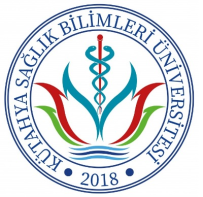 KÜTAHYA SAĞLIK BİLİMLERİ ÜNİVERSİTESİ
• 2018 •